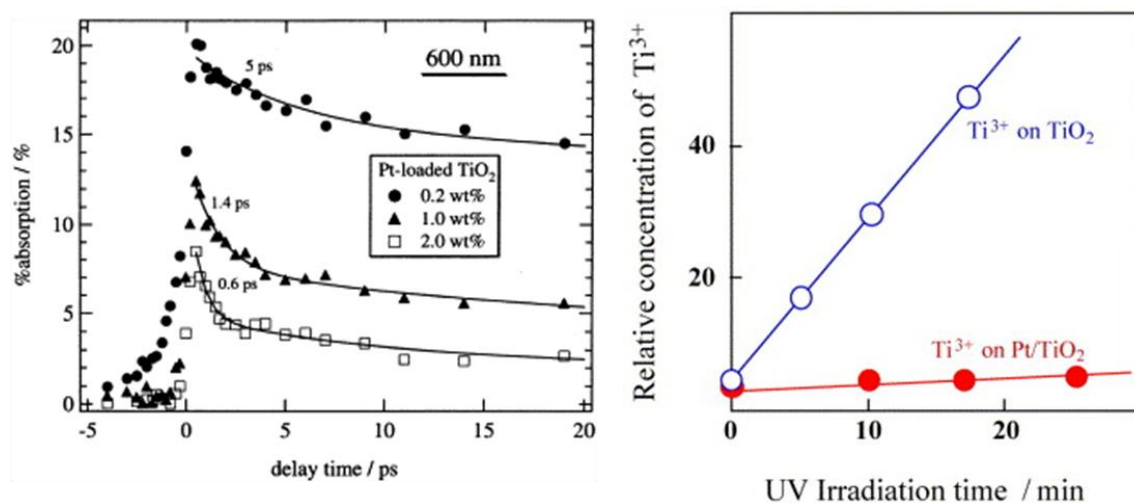 20
15
10
5
0
%absorption / %
5 ps
600 nm
1.4 ps
0.6 ps
Pt-loaded TiO₂
● 0.2 wt%
▲ 1.0 wt%
□ 2.0 wt%
-5 0 5 10 15 20
delay time / ps
Relative concentration of Ti³⁺
40
20
Ti³⁺ on TiO₂
Ti³⁺ on Pt/TiO₂
0 10 20
UV Irradiation time / min